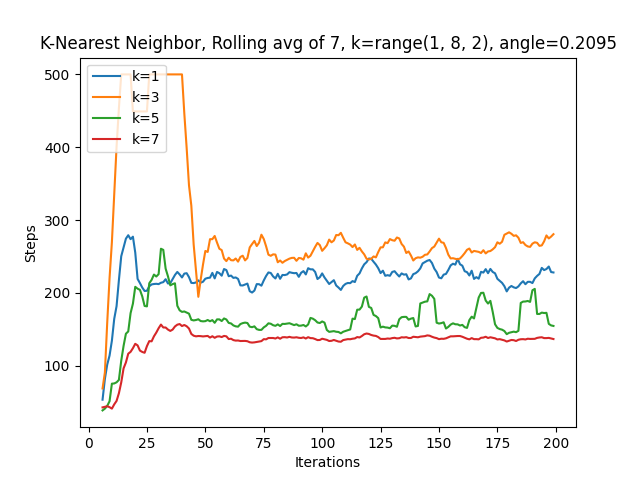 K-Nearest Neighbor, Rolling avg of 7, k=range(1, 8, 2), angle=0.2095
500
400
300
200
100
Steps
k=1
k=3
k=5
k=7
0
25
50
75
100
125
150
175
200
Iterations